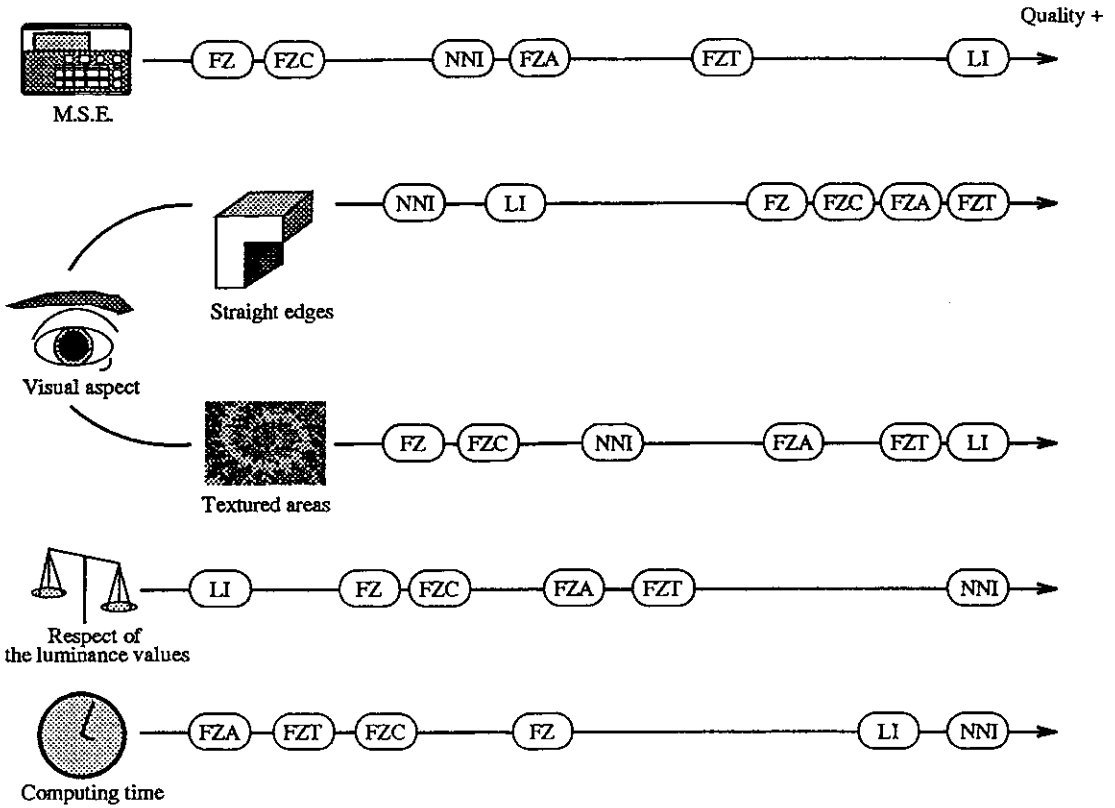 Quality +
FZ FZC NNI FZA FZT LI
M.S.E.
NNI LI FZ FZC FZA FZT
Straight edges
Visual aspect
FZ FZC NNI FZA FZT LI
Textured areas
LI FZ FZC FZA FZT NNI
Respect of
the luminance values
FZA FZT FZC FZ LI NNI
Computing time